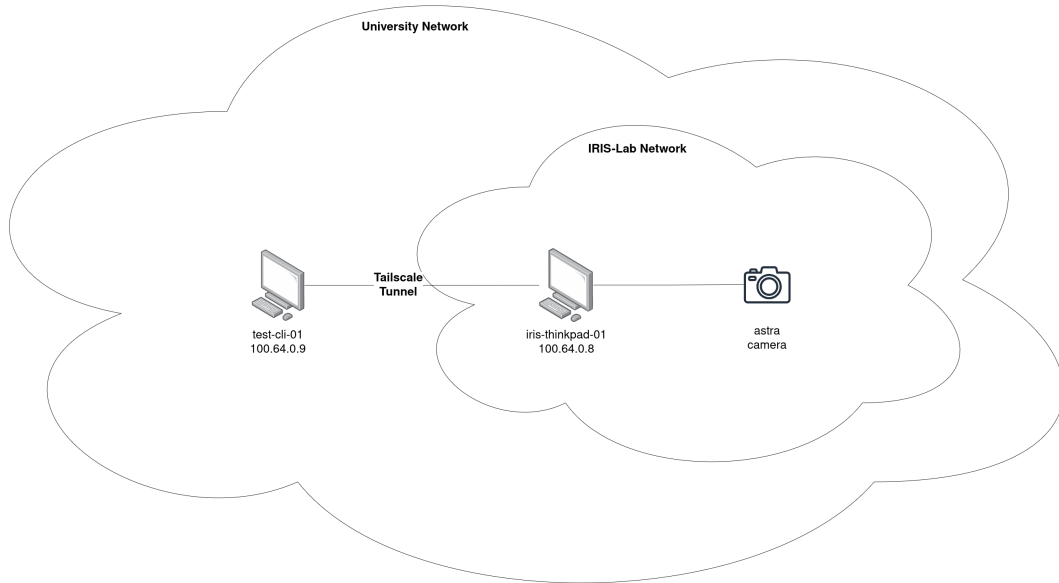 University Network
IRIS-Lab Network
Tailscale
Tunnel
test-cli-01
100.64.0.9
iris-thinkpad-01
100.64.0.8
astra
camera